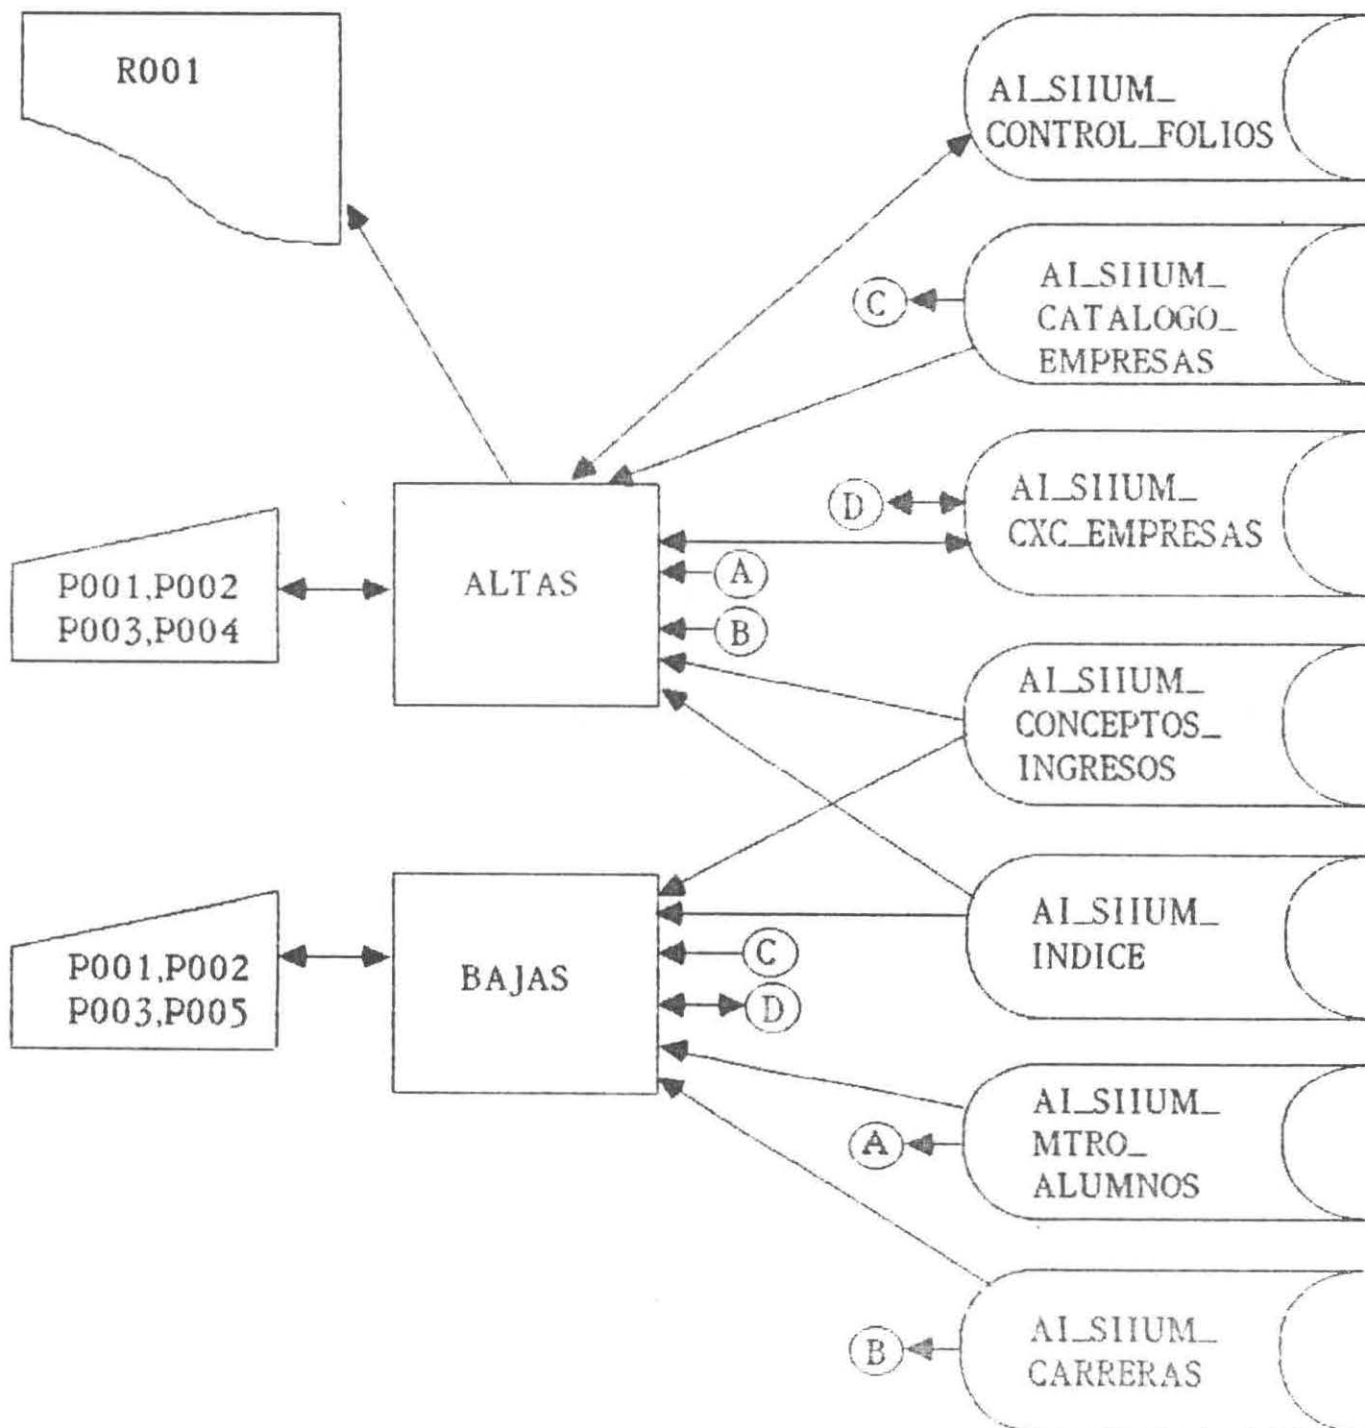 R001
AI_SIIUM_
CONTROL_FOLIOS
C
AI_SIIUM_
CATALOGO_
EMPRESAS
D
AI_SIIUM_
CXC_EMPRESAS
P001,P002
P003,P004
ALTAS
A
B
AI_SIIUM_
CONCEPTOS_
INGRESOS
P001,P002
P003,P005
BAJAS
C
D
AI_SIIUM_
INDICE
A
AI_SIIUM_
MTRO_
ALUMNOS
B
AI_SIIUM_
CARRERAS